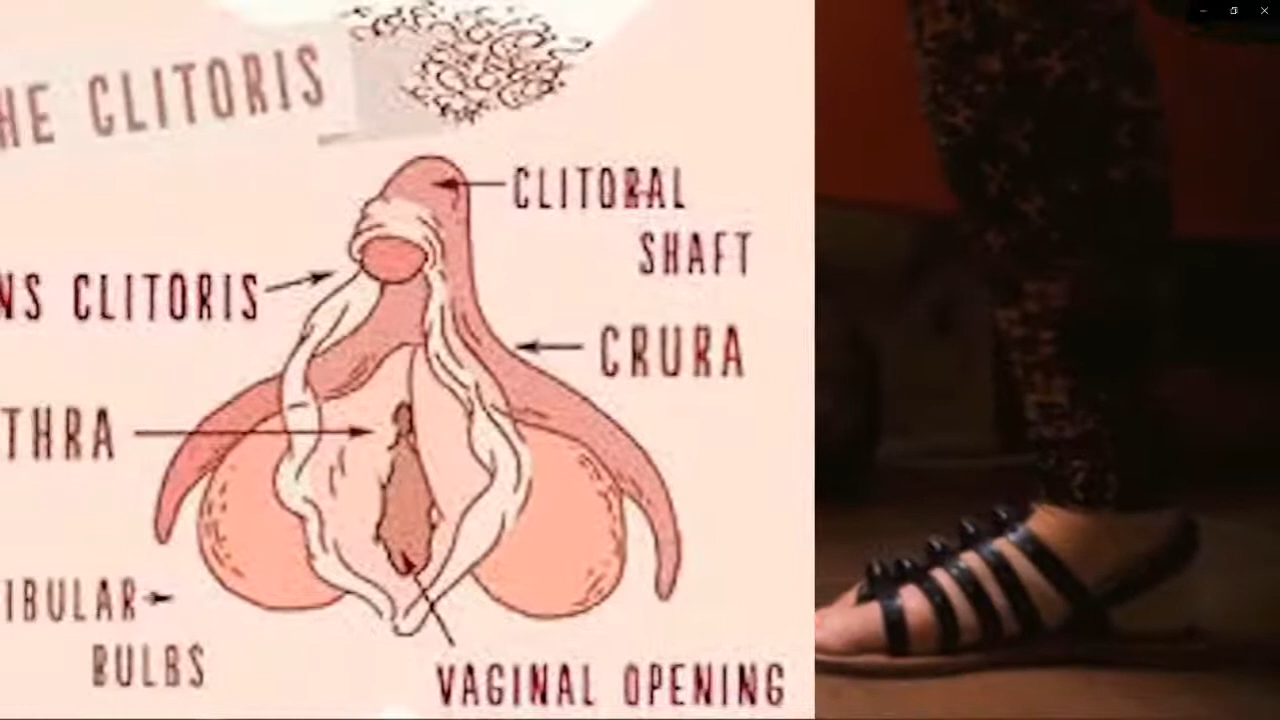 HE CLITORIS
CLITORAL
SHAFT
NS CLITORIS
CRURA
THRA
IBULAR
BULBS
VAGINAL OPENING